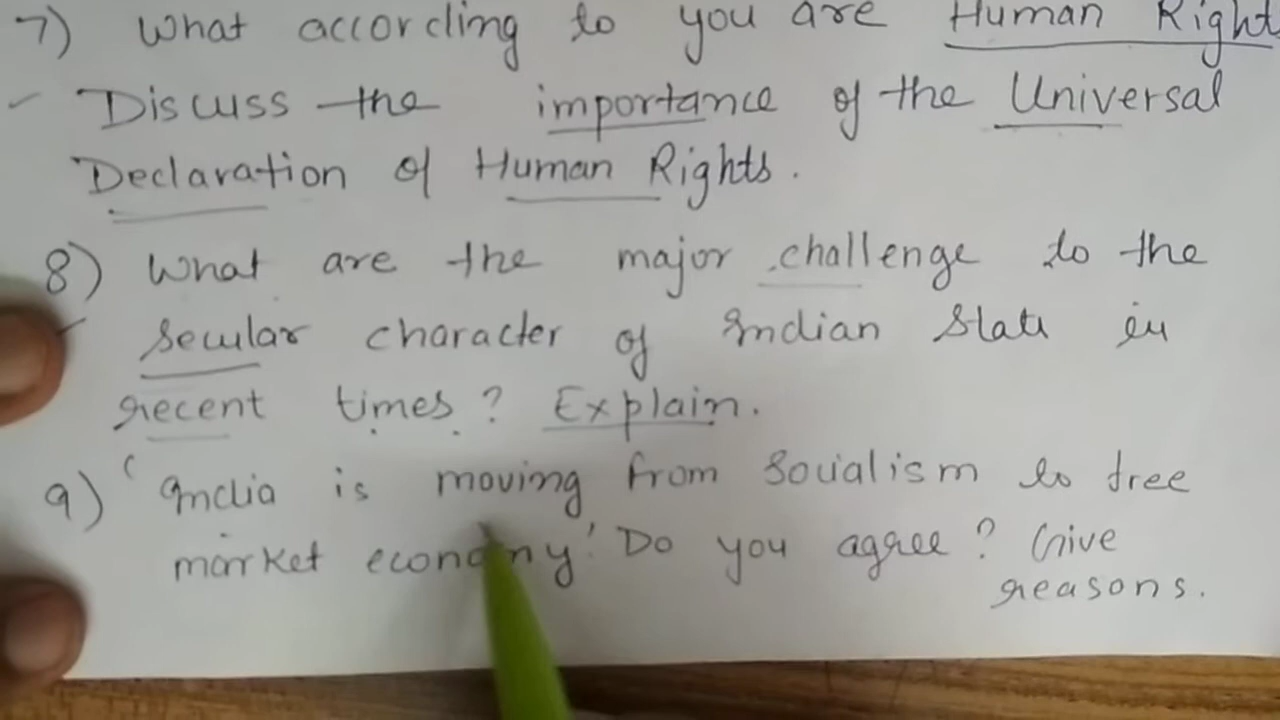 7) What according to you are Human Right
Discuss the importance of the Universal
Declaration of Human Rights.
8) What are the major challenge to the
secular character of Indian State in
recent times? Explain.
9) 'India is moving from Socialism to free
market economy'. Do you agree? Give
reasons.